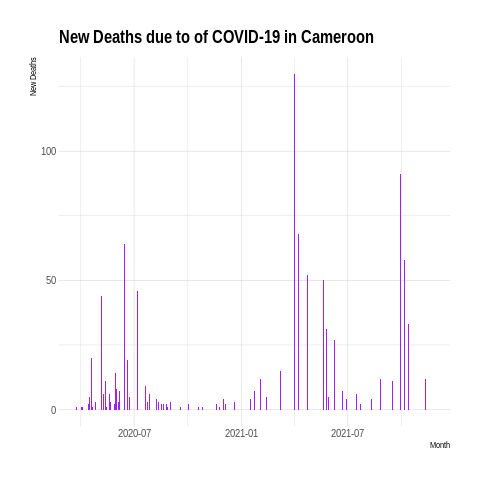 New Deaths due to of COVID-19 in Cameroon
New Deaths
100
50
0
2020-07
2021-01
2021-07
Month